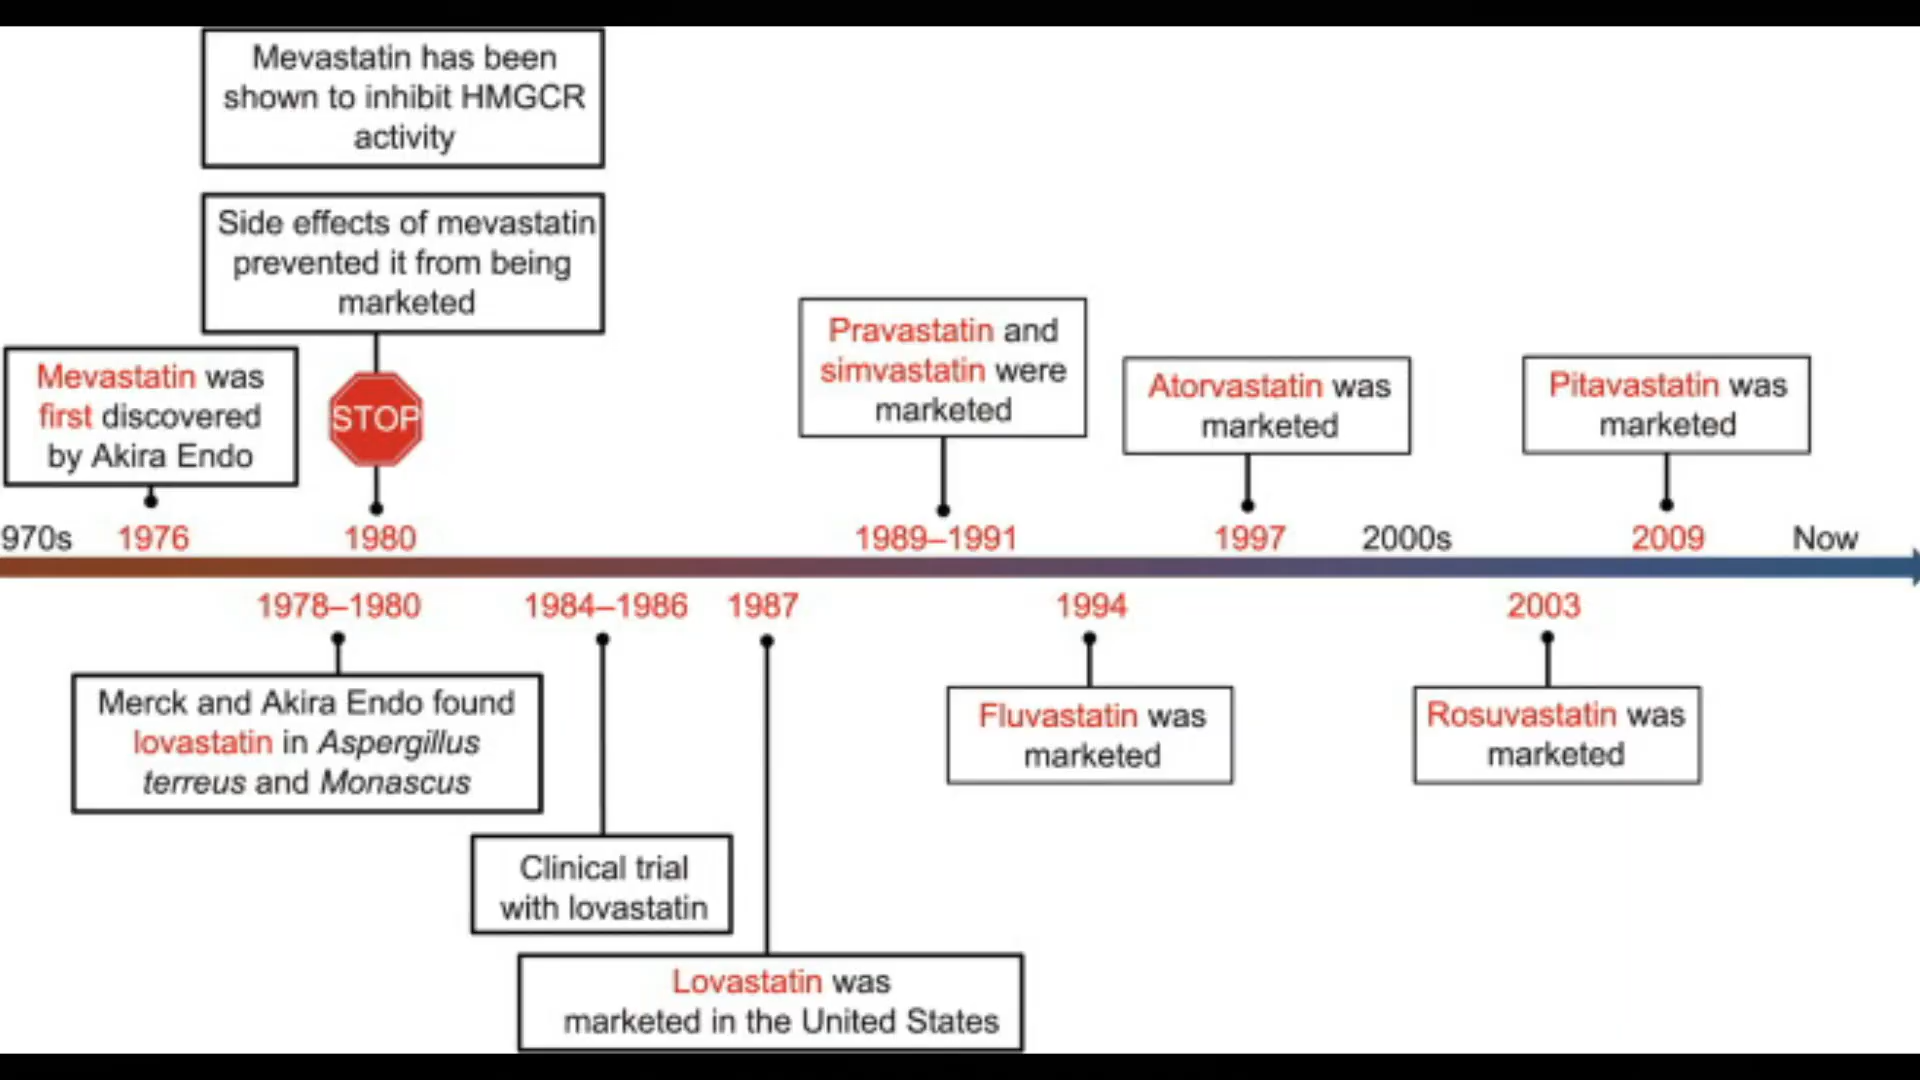 Mevastatin has been
shown to inhibit HMGCR
activity
Side effects of mevastatin
prevented it from being
marketed
Mevastatin was
first discovered
by Akira Endo
STOP
Pravastatin and
simvastatin were
marketed
Atorvastatin was
marketed
Pitavastatin was
marketed
970s 1976 1980 1989–1991 1997 2000s 2009 Now
1978–1980 1984–1986 1987 1994 2003
Merck and Akira Endo found
lovastatin in Aspergillus
terreus and Monascus
Fluvastatin was
marketed
Rosuvastatin was
marketed
Clinical trial
with lovastatin
Lovastatin was
marketed in the United States